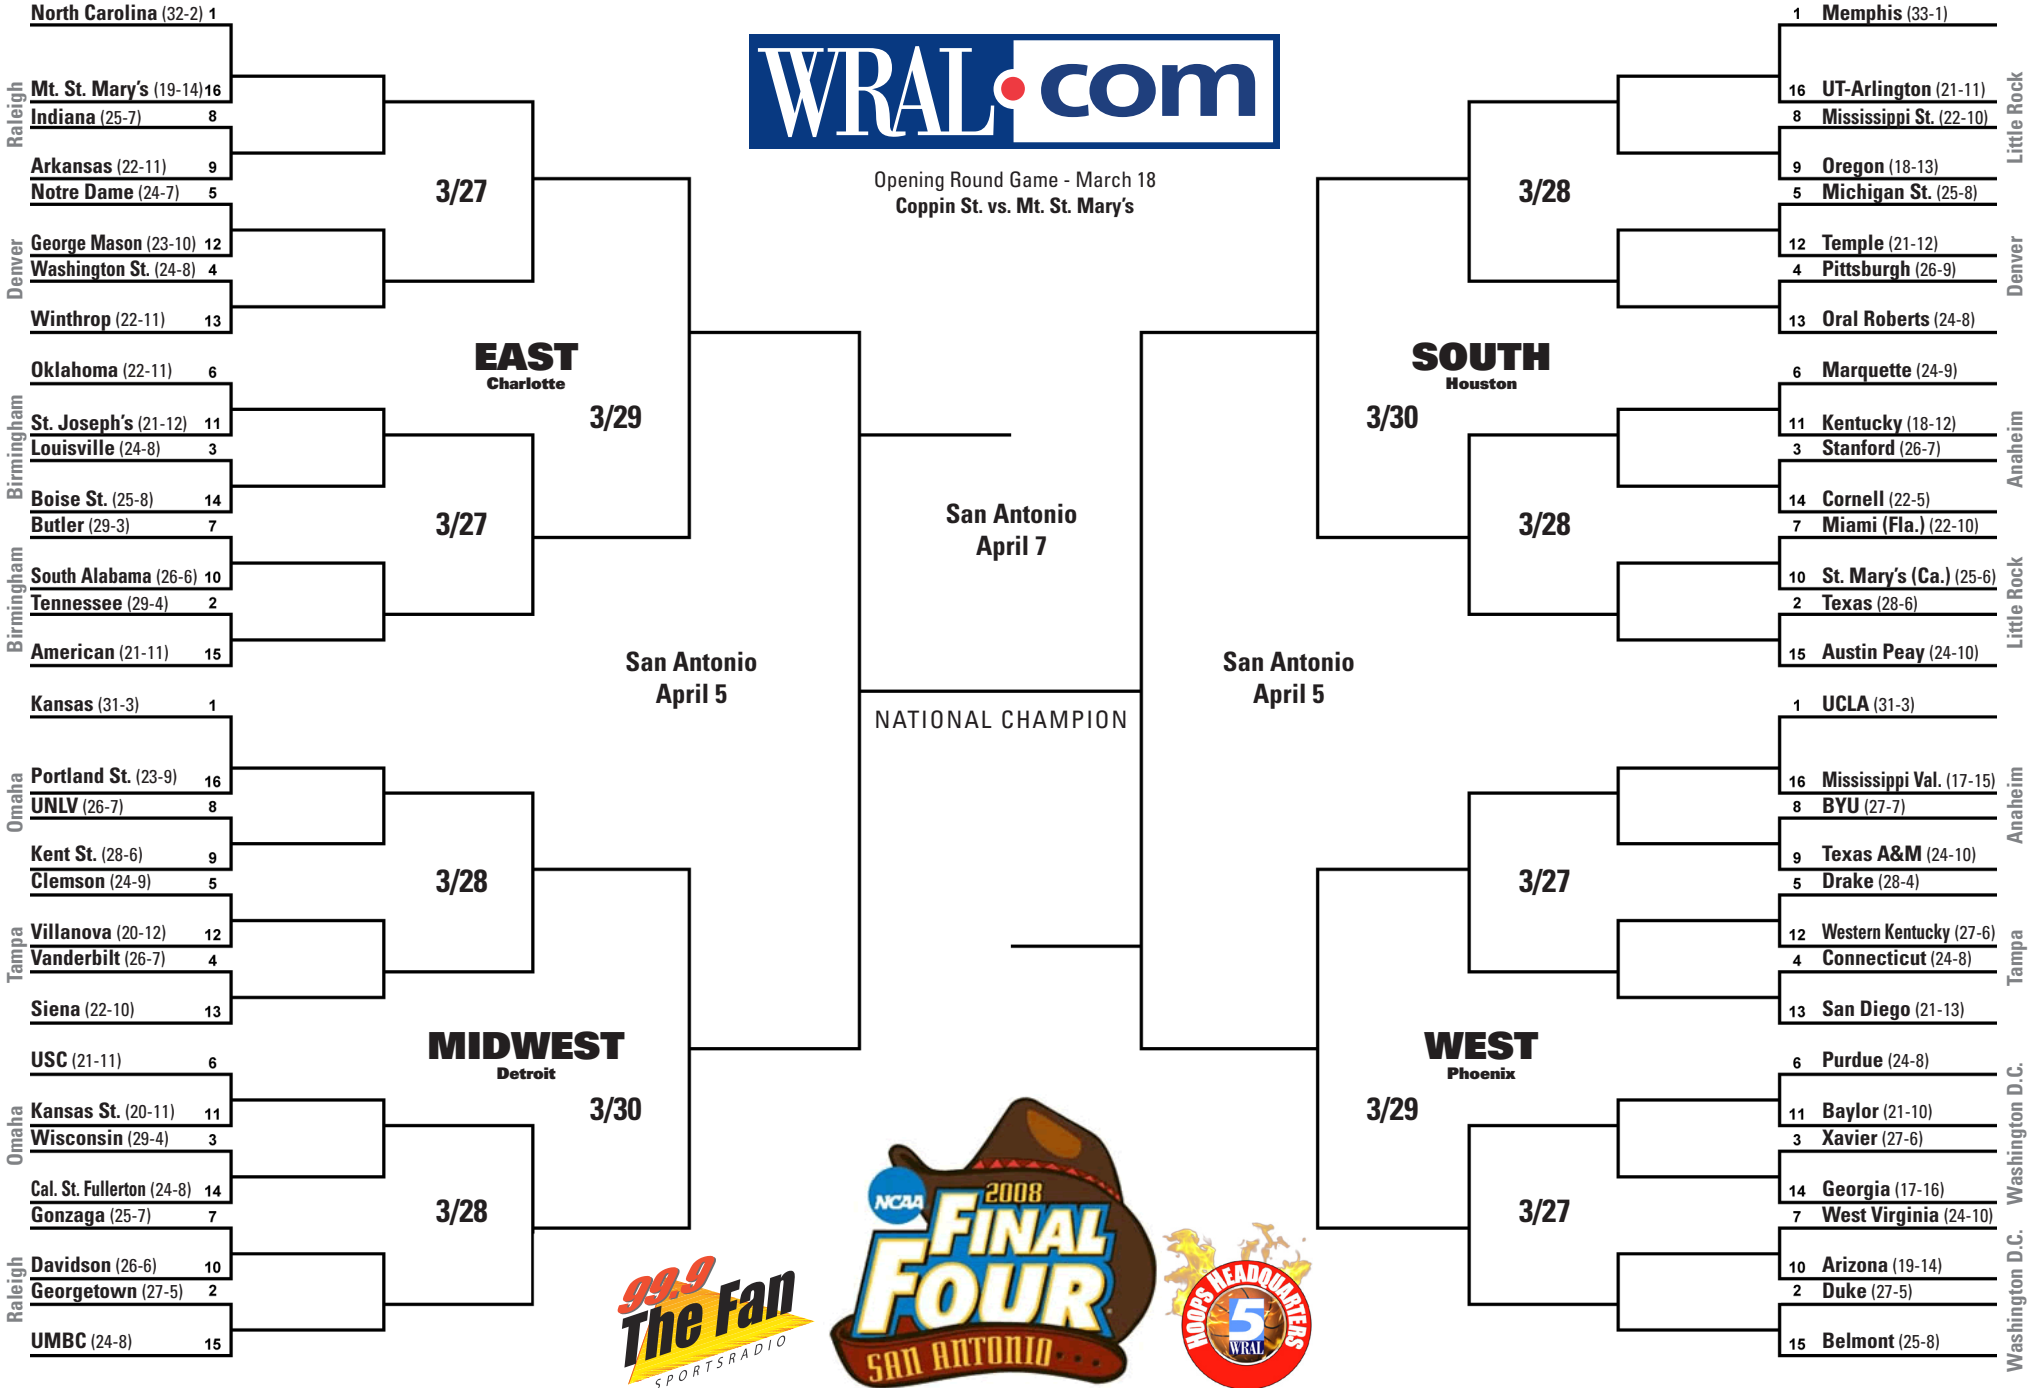 WRAL.com
Opening Round Game - March 18
Coppin St. vs. Mt. St. Mary's
North Carolina (32-2) 1
Mt. St. Mary's (19-14) 16
Indiana (25-7) 8
Arkansas (22-11) 9
Raleigh
Notre Dame (24-7) 5
George Mason (23-10) 12
Washington St. (24-8) 4
Winthrop (22-11) 13
Denver
Oklahoma (22-11) 6
St. Joseph's (21-12) 11
Louisville (24-8) 3
Boise St. (25-8) 14
Birmingham
Butler (29-3) 7
South Alabama (26-6) 10
Tennessee (29-4) 2
American (21-11) 15
Birmingham
3/27
EAST
Charlotte
3/29
3/27
Kansas (31-3) 1
Portland St. (23-9) 16
UNLV (26-7) 8
Kent St. (28-6) 9
Omaha
Clemson (24-9) 5
Villanova (20-12) 12
Vanderbilt (26-7) 4
Siena (22-10) 13
Tampa
USC (21-11) 6
Kansas St. (20-11) 11
Wisconsin (29-4) 3
Cal. St. Fullerton (24-8) 14
Omaha
Gonzaga (25-7) 7
Davidson (26-6) 10
Georgetown (27-5) 2
UMBC (24-8) 15
Raleigh
3/28
MIDWEST
Detroit
3/30
3/28
San Antonio
April 5
San Antonio
April 7
NATIONAL CHAMPION
San Antonio
April 5
1 Memphis (33-1)
16 UT-Arlington (21-11)
8 Mississippi St. (22-10)
9 Oregon (18-13)
Little Rock
5 Michigan St. (25-8)
12 Temple (21-12)
4 Pittsburgh (26-9)
13 Oral Roberts (24-8)
Denver
6 Marquette (24-9)
11 Kentucky (18-12)
3 Stanford (26-7)
14 Cornell (22-5)
Anaheim
7 Miami (Fla.) (22-10)
10 St. Mary's (Ca.) (25-6)
2 Texas (28-6)
15 Austin Peay (24-10)
Little Rock
3/28
SOUTH
Houston
3/30
3/28
1 UCLA (31-3)
16 Mississippi Val. (17-15)
8 BYU (27-7)
9 Texas A&M (24-10)
Anaheim
5 Drake (28-4)
12 Western Kentucky (27-6)
4 Connecticut (24-8)
13 San Diego (21-13)
Tampa
6 Purdue (24-8)
11 Baylor (21-10)
3 Xavier (27-6)
14 Georgia (17-16)
Washington D.C.
7 West Virginia (24-10)
10 Arizona (19-14)
2 Duke (27-5)
15 Belmont (25-8)
Washington D.C.
3/27
WEST
Phoenix
3/29
3/27
99.9
The Fan
SPORTSRADIO
NCAA
2008
FINAL
FOUR
SAN ANTONIO
HOOPS HEADQUARTERS
5
WRAL